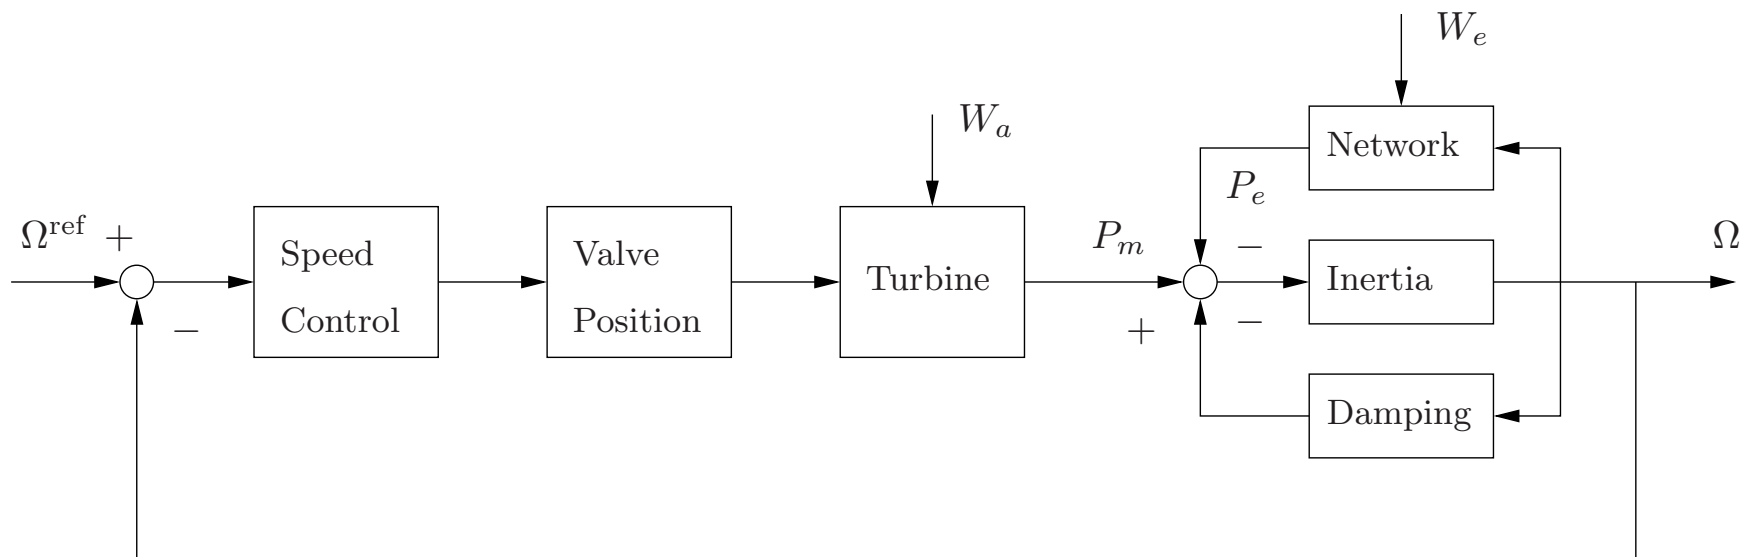 W_e
W_a
Network
P_e
Ω^ref +
Speed
Control
Valve
Position
Turbine
P_m
−
Inertia
Ω
−
+
−
Damping